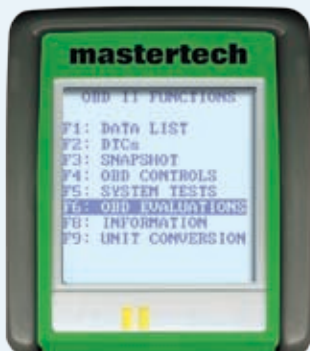 mastertech
OBD II FUNCTIONS
F1: DATA LIST
F2: DTCs
F3: SNAPSHOT
F4: OBD CONTROLS
F5: SYSTEM TESTS
F6: OBD EVALUATIONS
F8: INFORMATION
F9: UNIT CONVERSION